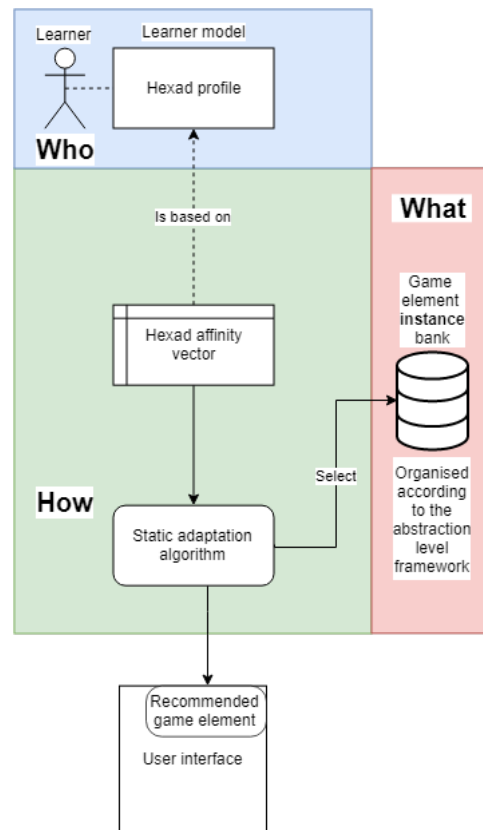 Learner
Learner model
Hexad profile
Who
Is based on
What
Game
element
instance
bank
Hexad affinity
vector
Select
How
Static adaptation
algorithm
Organised
according
to the
abstraction
level
framework
Recommended
game element
User interface